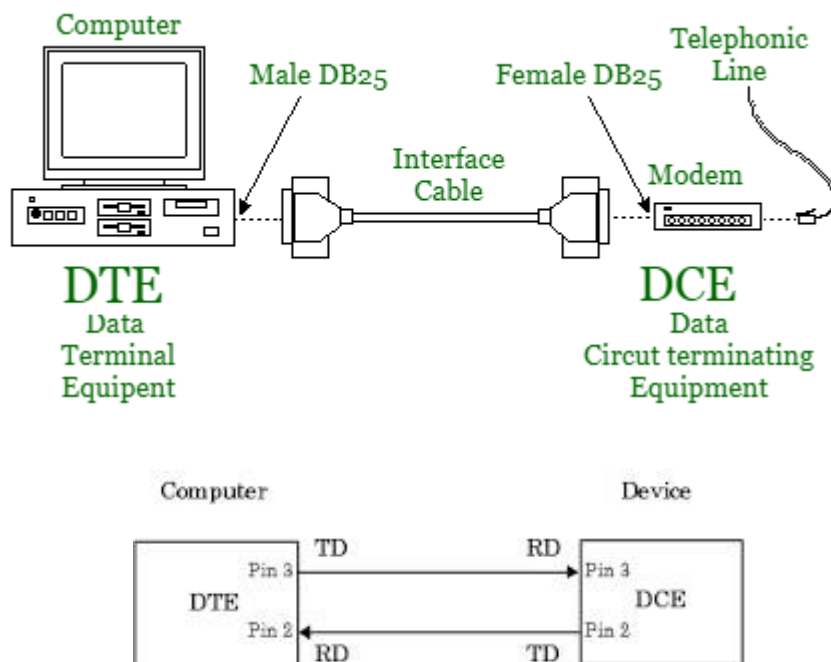 Computer
Telephonic
Line
Male DB25
Female DB25
Interface
Cable
Modem
DTE
Data
Terminal
Equipent
DCE
Data
Circut terminating
Equipment
Computer
Device
TD
RD
Pin 3
Pin 3
DTE
DCE
Pin 2
Pin 2
RD
TD